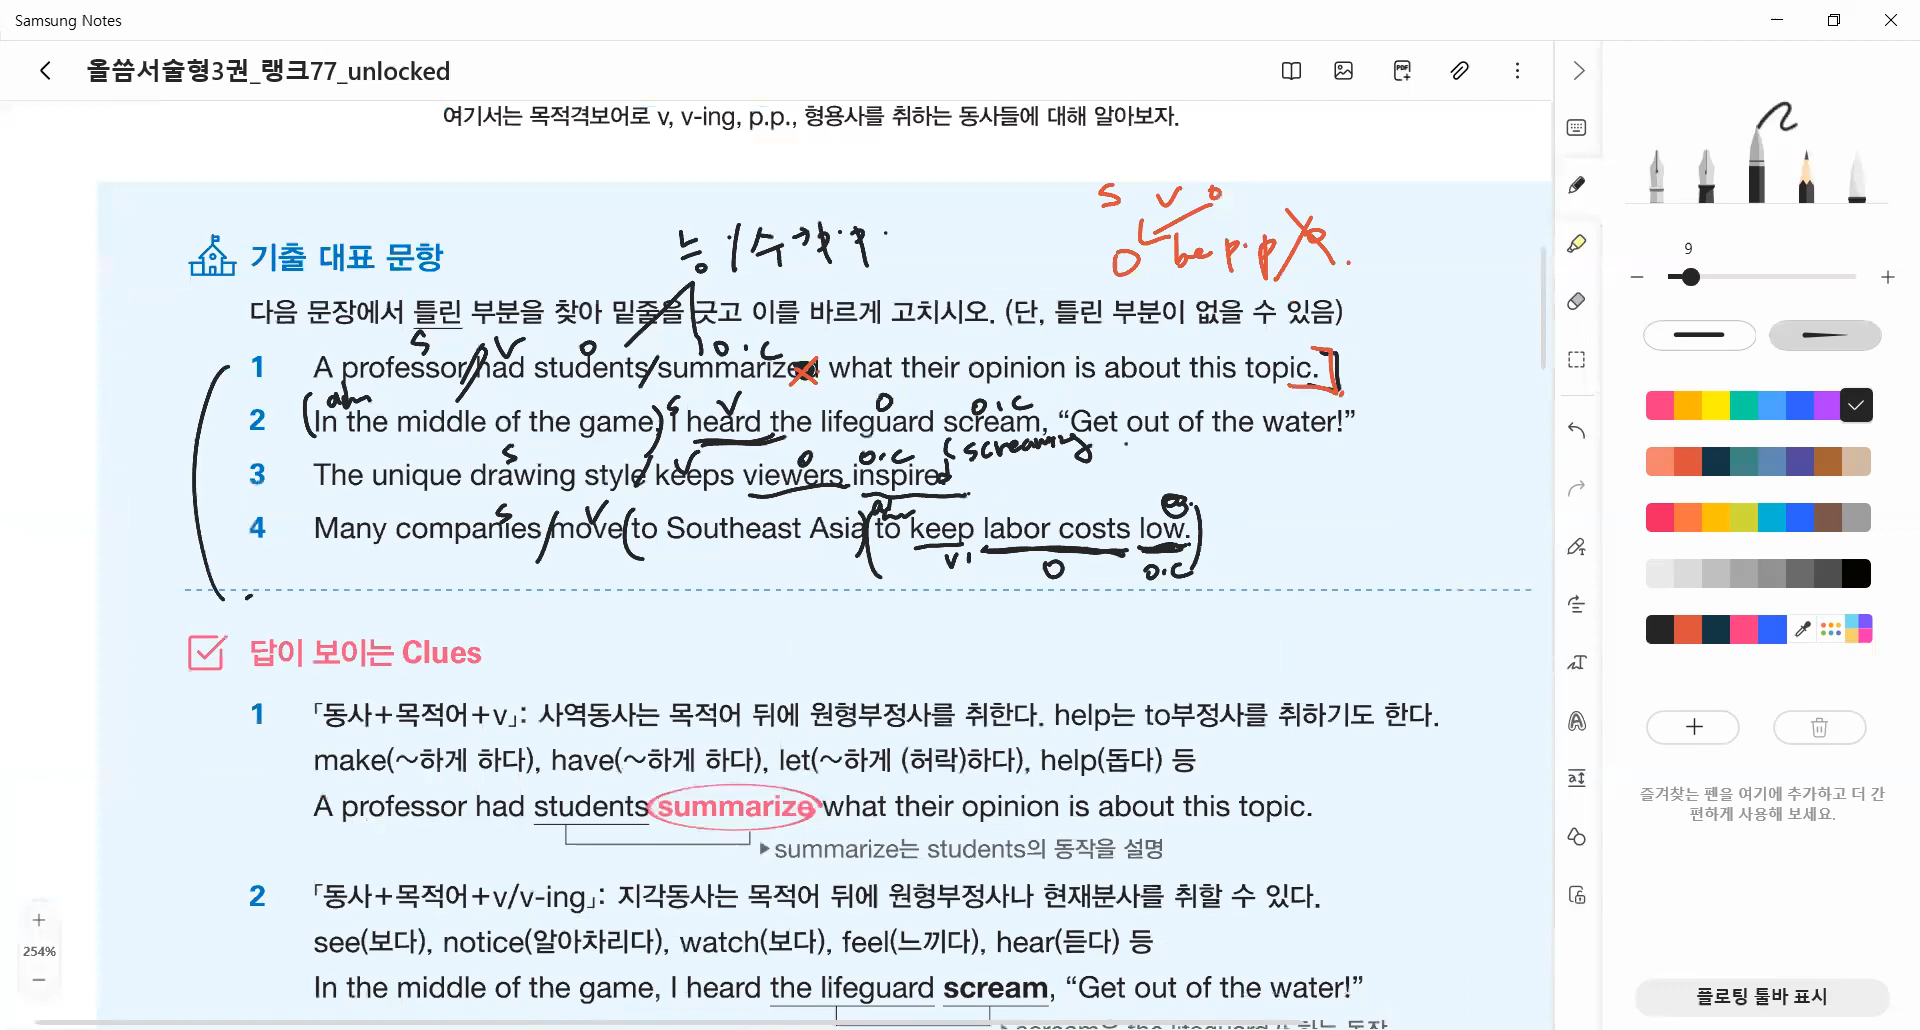 Samsung Notes
올씀서술형3권_랭크77_unlocked
여기서는 목적격보어로 v, v-ing, p.p., 형용사를 취하는 동사들에 대해 알아보자.
S V O
O be p.p
능/수→p.p.
기출 대표 문항
다음 문장에서 틀린 부분을 찾아 밑줄을 긋고 이를 바르게 고치시오. (단, 틀린 부분이 없을 수 있음)
S V O O.C
1 A professor had students summarized what their opinion is about this topic.
S V O O.C
2 In the middle of the game, I heard the lifeguard scream, “Get out of the water!”
screaming
S V O O.C
3 The unique drawing style keeps viewers inspired
S V
4 Many companies move to Southeast Asia to keep labor costs low.
V O O.C
답이 보이는 Clues
1 「동사+목적어+v」: 사역동사는 목적어 뒤에 원형부정사를 취한다. help는 to부정사를 취하기도 한다.
make(~하게 하다), have(~하게 하다), let(~하게 (허락)하다), help(돕다) 등
A professor had students summarize what their opinion is about this topic.
▶summarize는 students의 동작을 설명
2 「동사+목적어+v/v-ing」: 지각동사는 목적어 뒤에 원형부정사나 현재분사를 취할 수 있다.
see(보다), notice(알아차리다), watch(보다), feel(느끼다), hear(듣다) 등
In the middle of the game, I heard the lifeguard scream, “Get out of the water!”
254%
9
즐겨찾는 펜을 여기에 추가하고 더 간
편하게 사용해 보세요.
플로팅 툴바 표시